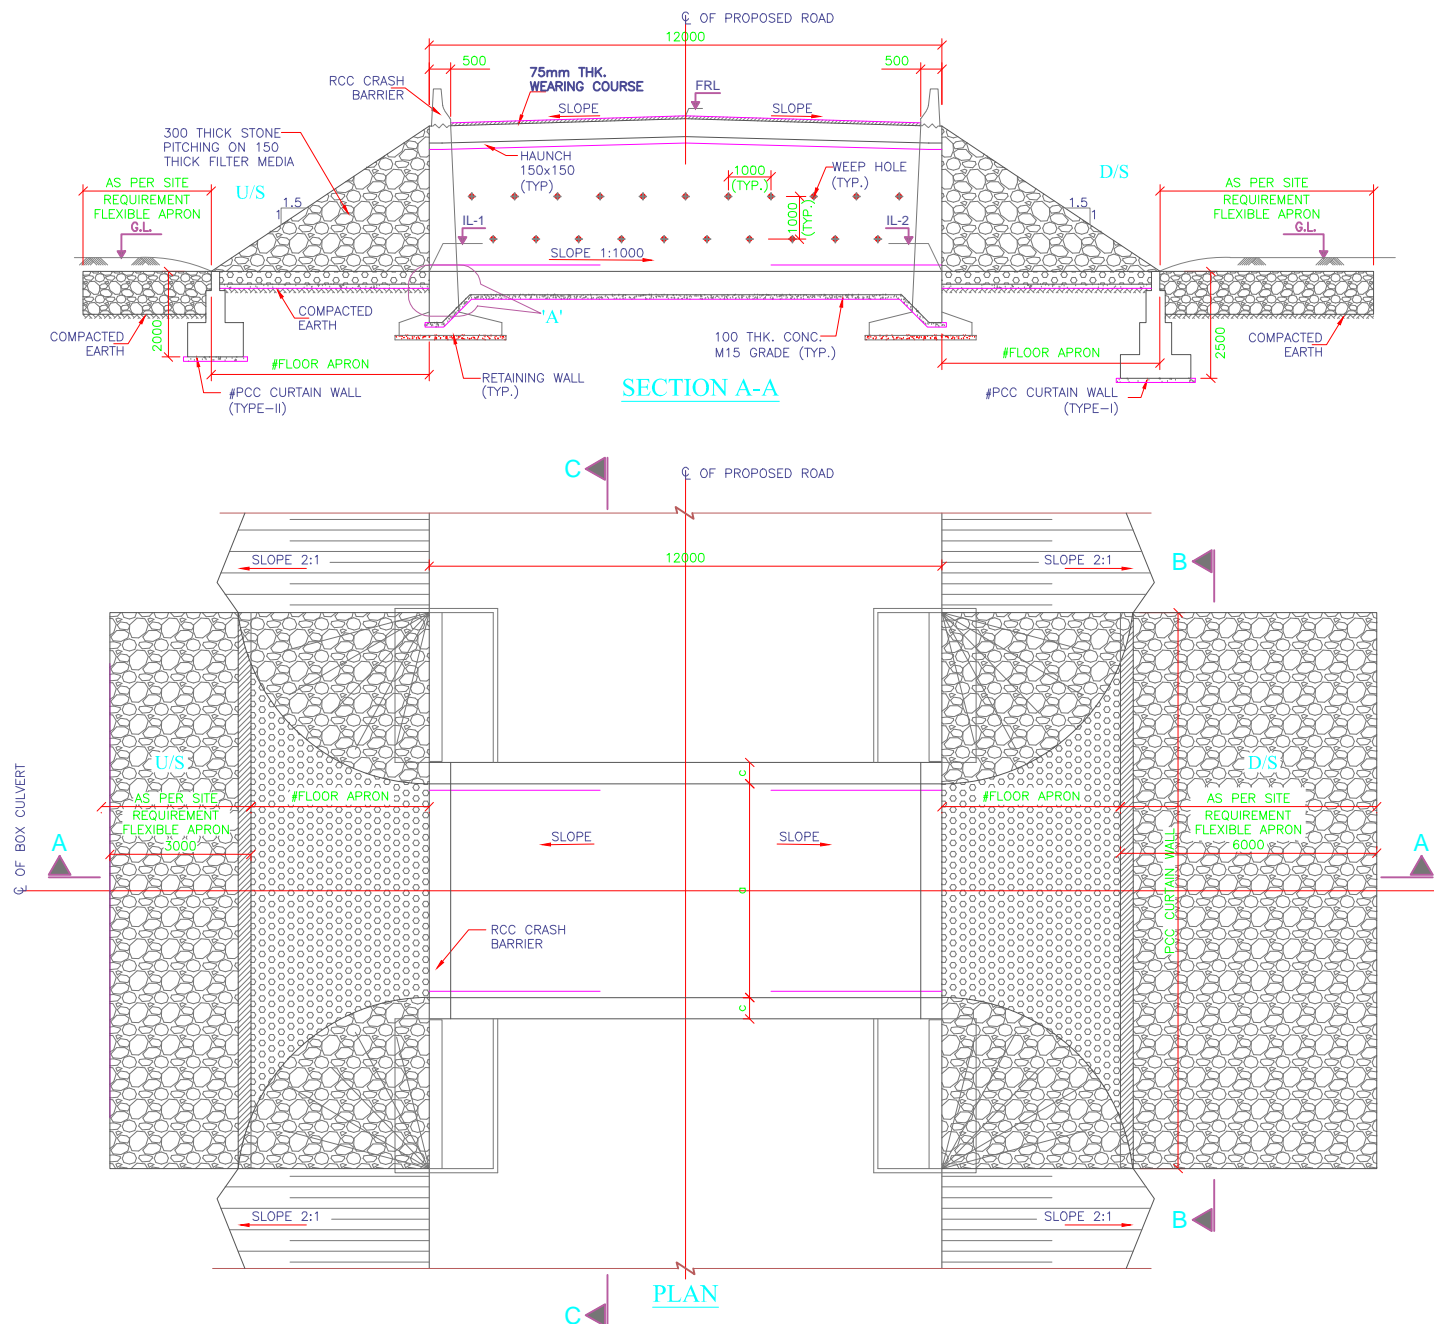 ℄ OF PROPOSED ROAD
12000
500
500
RCC CRASH
BARRIER
75mm THK.
WEARING COURSE
FRL
SLOPE
SLOPE
300 THICK STONE
PITCHING ON 150
THICK FILTER MEDIA
HAUNCH
150x150
(TYP)
1000
(TYP.)
WEEP HOLE
(TYP.)
AS PER SITE
REQUIREMENT
FLEXIBLE APRON
U/S
D/S
AS PER SITE
REQUIREMENT
FLEXIBLE APRON
1.5
1
1.5
1
G.L.
IL-1
1000
(TYP.)
IL-2
G.L.
SLOPE 1:1000
COMPACTED
EARTH
COMPACTED
EARTH
2000
'A'
100 THK. CONC.
M15 GRADE (TYP.)
2500
COMPACTED
EARTH
#FLOOR APRON
#FLOOR APRON
RETAINING WALL
(TYP.)
#PCC CURTAIN WALL
(TYPE-II)
#PCC CURTAIN WALL
(TYPE-I)
SECTION A-A
C
℄ OF PROPOSED ROAD
SLOPE 2:1
12000
SLOPE 2:1
B
U/S
D/S
c
AS PER SITE
REQUIREMENT
FLEXIBLE APRON
3000
#FLOOR APRON
#FLOOR APRON
AS PER SITE
REQUIREMENT
FLEXIBLE APRON
6000
SLOPE
SLOPE
A
A
℄ OF BOX CULVERT
PCC CURTAIN WALL
RCC CRASH
BARRIER
c
SLOPE 2:1
SLOPE 2:1
B
PLAN
C